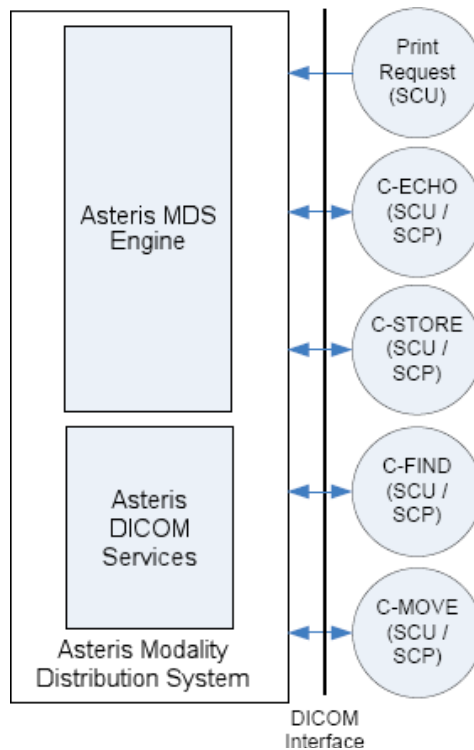 Print
Request
(SCU)
Asteris MDS
Engine
C-ECHO
(SCU /
SCP)
C-STORE
(SCU /
SCP)
Asteris
DICOM
Services
C-FIND
(SCU /
SCP)
C-MOVE
(SCU /
SCP)
Asteris Modality
Distribution System
DICOM
Interface